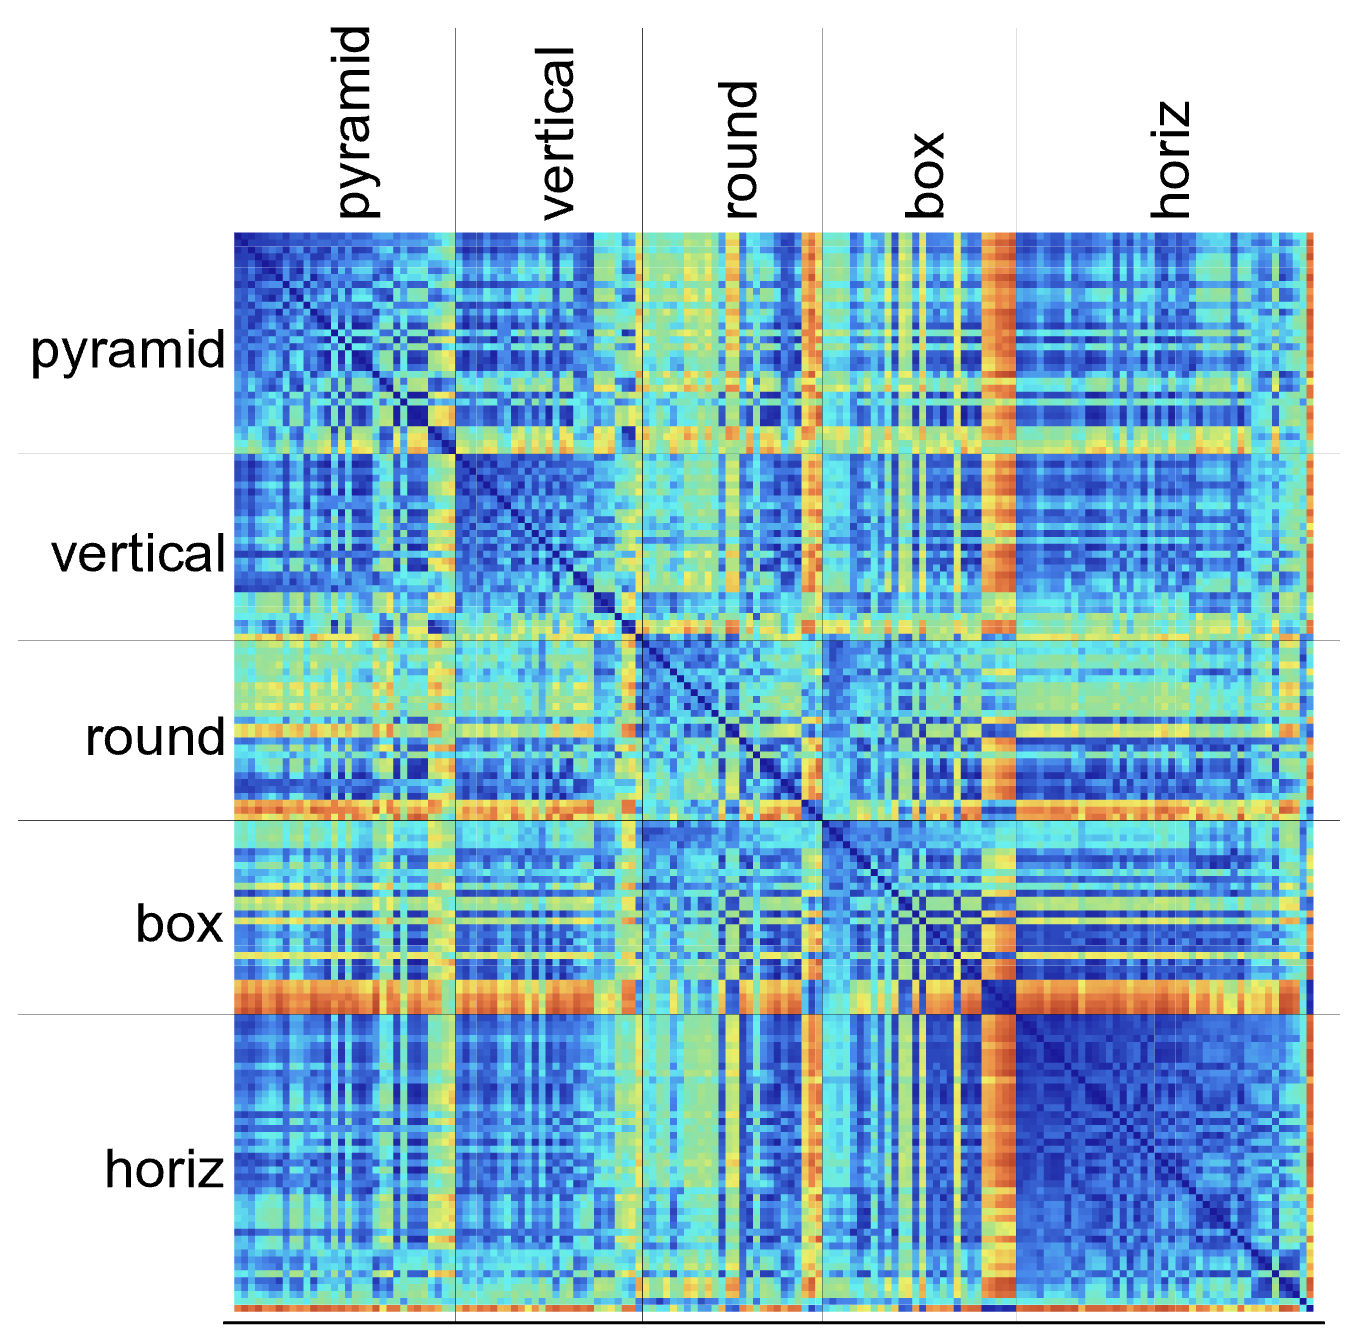 pyramid
vertical
round
box
horiz
pyramid
vertical
round
box
horiz